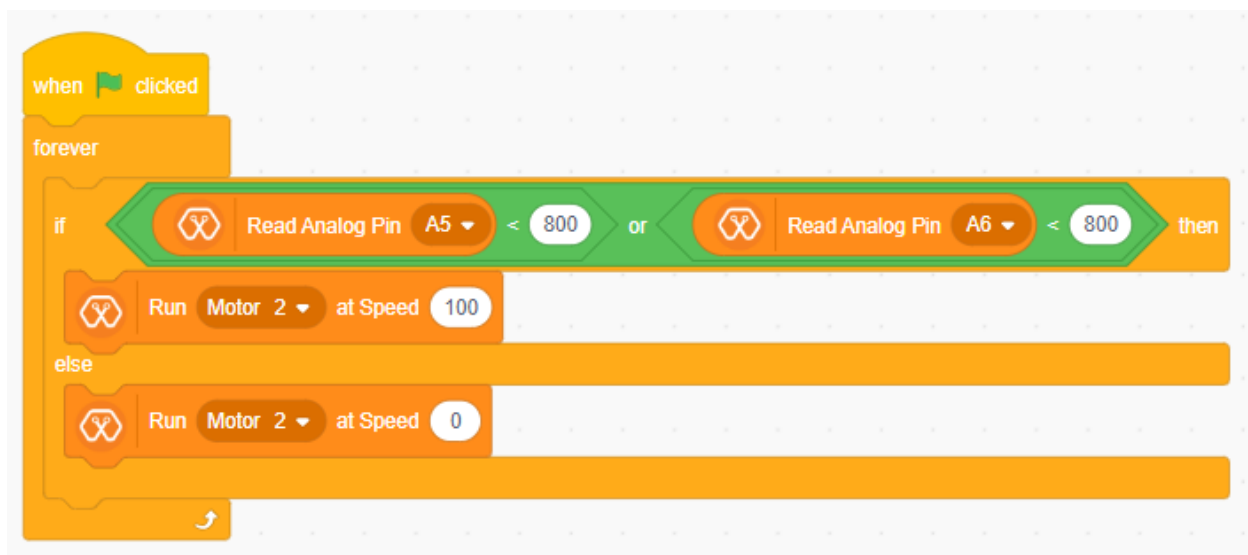 when clicked
forever
if Read Analog Pin A5 < 800 or Read Analog Pin A6 < 800 then
Run Motor 2 at Speed 100
else
Run Motor 2 at Speed 0